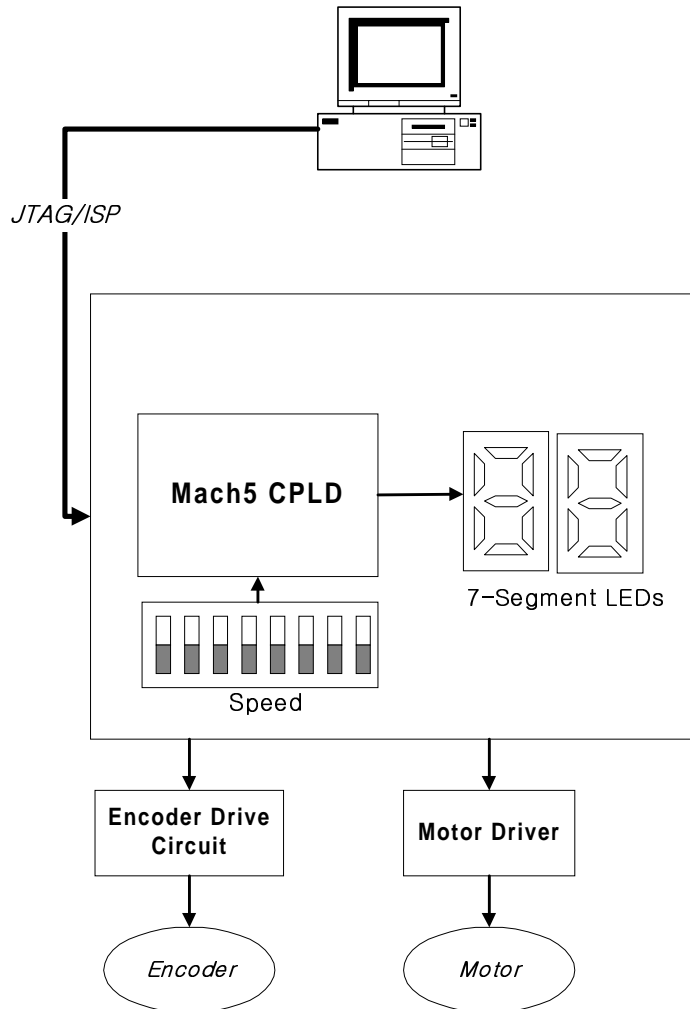 JTAG/ISP
Mach5 CPLD
7-Segment LEDs
Speed
Encoder Drive
Circuit
Motor Driver
Encoder
Motor